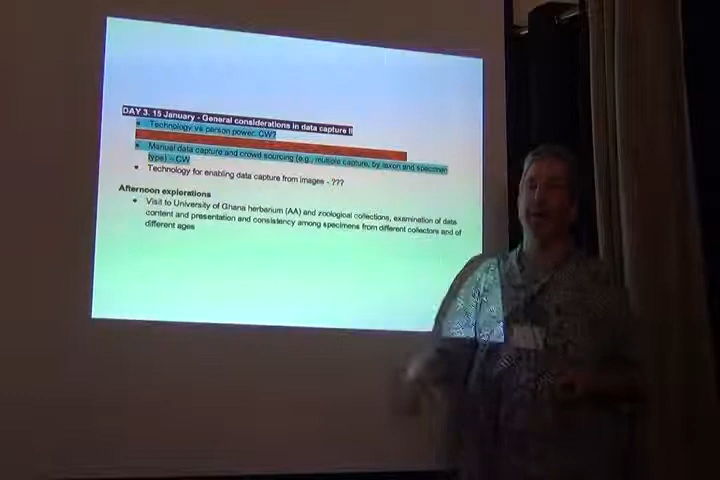 DAY 3. 15 January - General considerations in data capture II
• Technology vs person power. CW?
• Manual data capture and crowd sourcing (e.g., multiple capture, by taxon and specimen
type) - CW
• Technology for enabling data capture from images - ???
Afternoon explorations
• Visit to University of Ghana herbarium (AA) and zoological collections, examination of data
content and presentation and consistency among specimens from different collectors and of
different ages